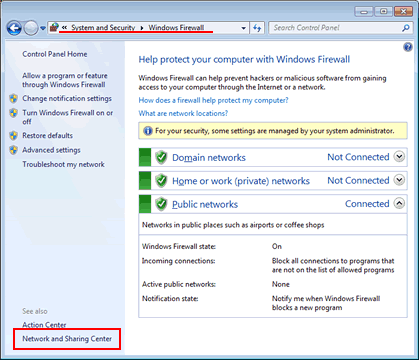 « System and Security ▸ Windows Firewall
Search Control Panel
Control Panel Home
Allow a program or feature
through Windows Firewall
Change notification settings
Turn Windows Firewall on or
off
Restore defaults
Advanced settings
Troubleshoot my network
See also
Action Center
Network and Sharing Center
Help protect your computer with Windows Firewall
Windows Firewall can help prevent hackers or malicious software from gaining
access to your computer through the Internet or a network.
How does a firewall help protect my computer?
What are network locations?
For your security, some settings are managed by your system administrator.
Domain networks Not Connected
Home or work (private) networks Not Connected
Public networks Connected
Networks in public places such as airports or coffee shops
Windows Firewall state: On
Incoming connections: Block all connections to programs
that are not on the list of allowed programs
Active public networks: None
Notification state: Notify me when Windows Firewall
blocks a new program